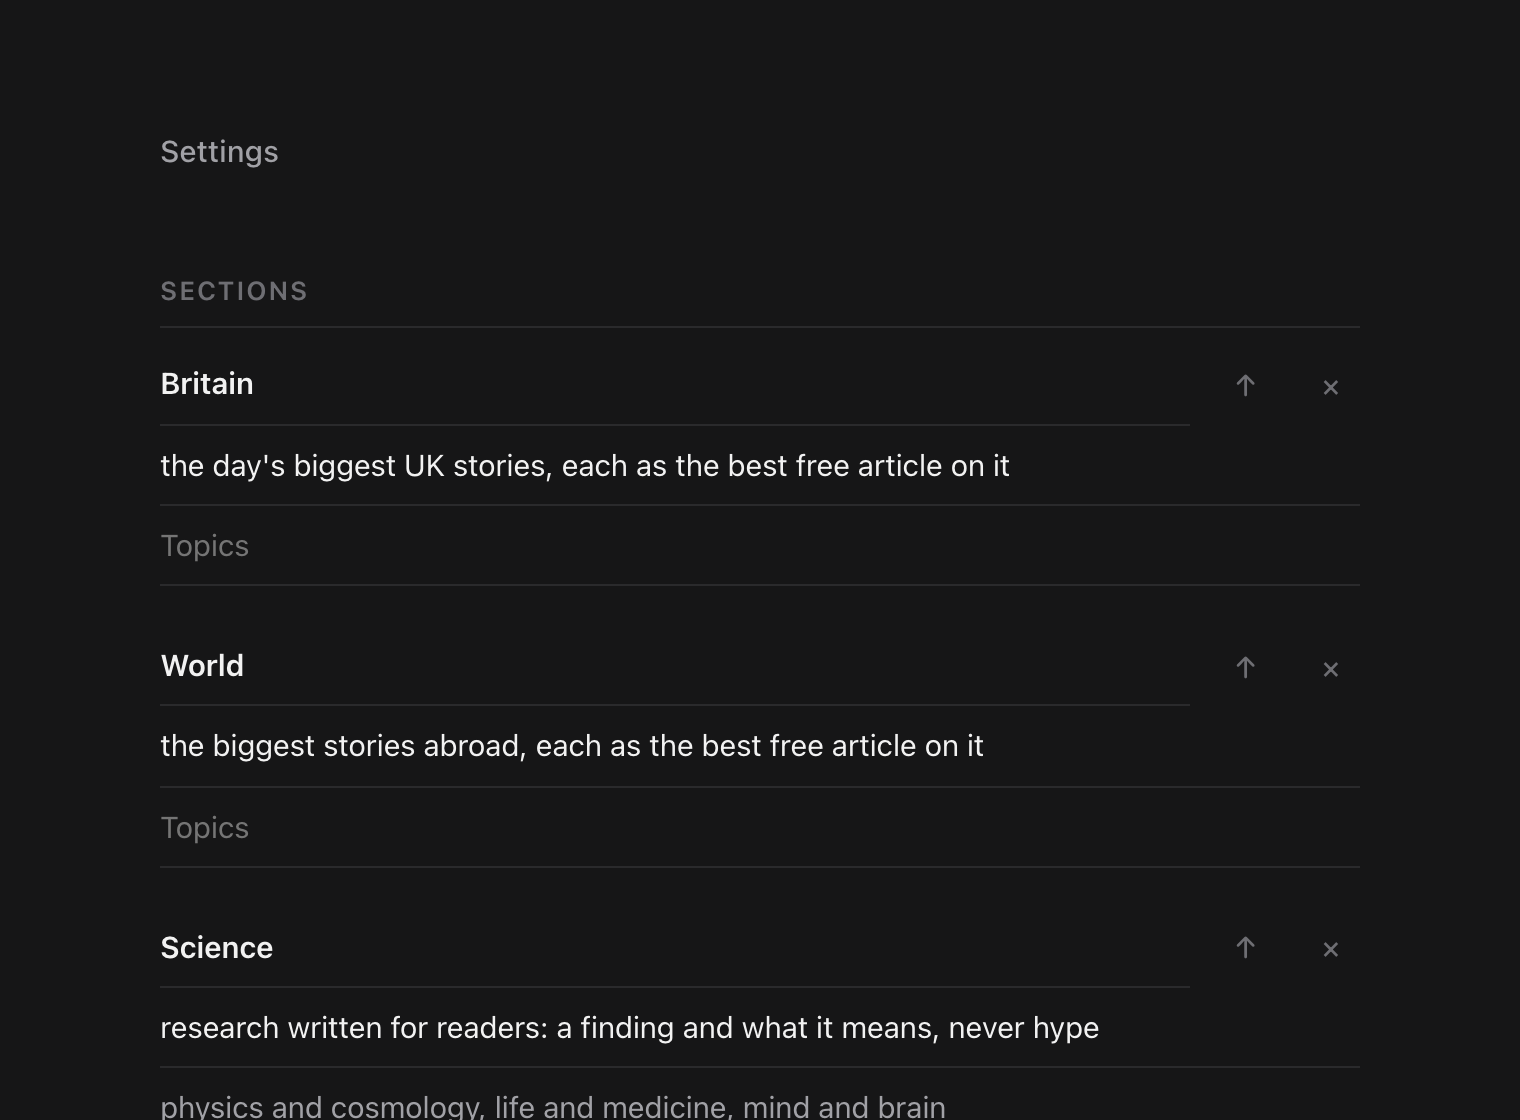 Settings
SECTIONS
Britain ↑ ×
the day's biggest UK stories, each as the best free article on it
Topics
World ↑ ×
the biggest stories abroad, each as the best free article on it
Topics
Science ↑ ×
research written for readers: a finding and what it means, never hype
physics and cosmology, life and medicine, mind and brain